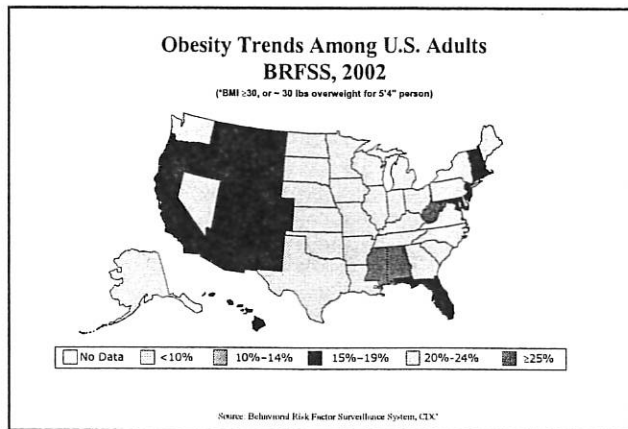 Obesity Trends Among U.S. Adults
BRFSS, 2002
(*BMI ≥30, or ~ 30 lbs overweight for 5'4" person)
No Data <10% 10%–14% 15%–19% 20%-24% ≥25%
Source: Behavioral Risk Factor Surveillance System, CDC